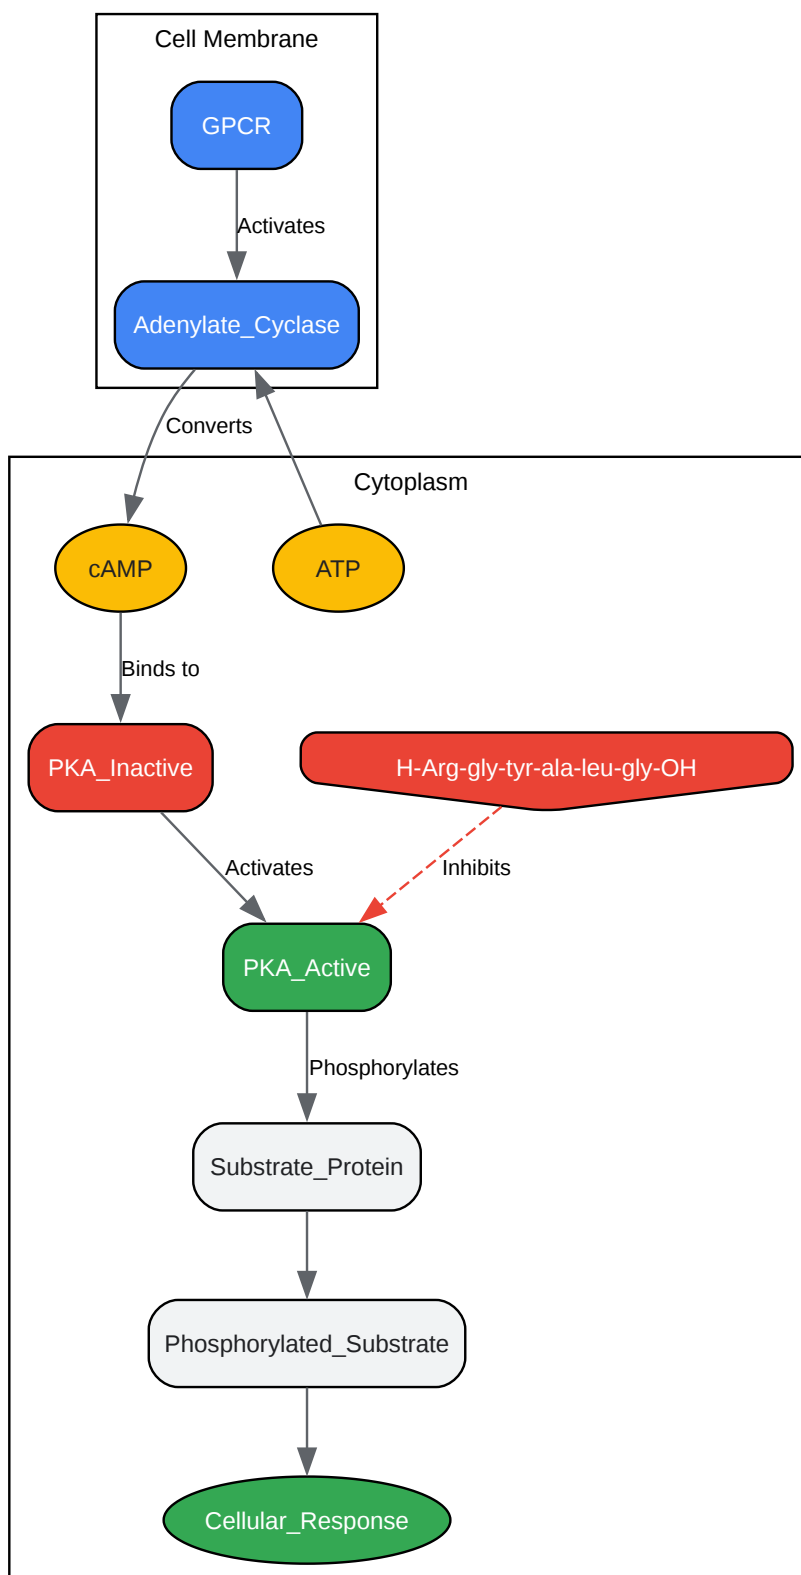 Cell Membrane
GPCR
Activates
Adenylate_Cyclase
Converts
Cytoplasm
cAMP
ATP
Binds to
PKA_Inactive
H-Arg-gly-tyr-ala-leu-gly-OH
Activates
Inhibits
PKA_Active
Phosphorylates
Substrate_Protein
Phosphorylated_Substrate
Cellular_Response